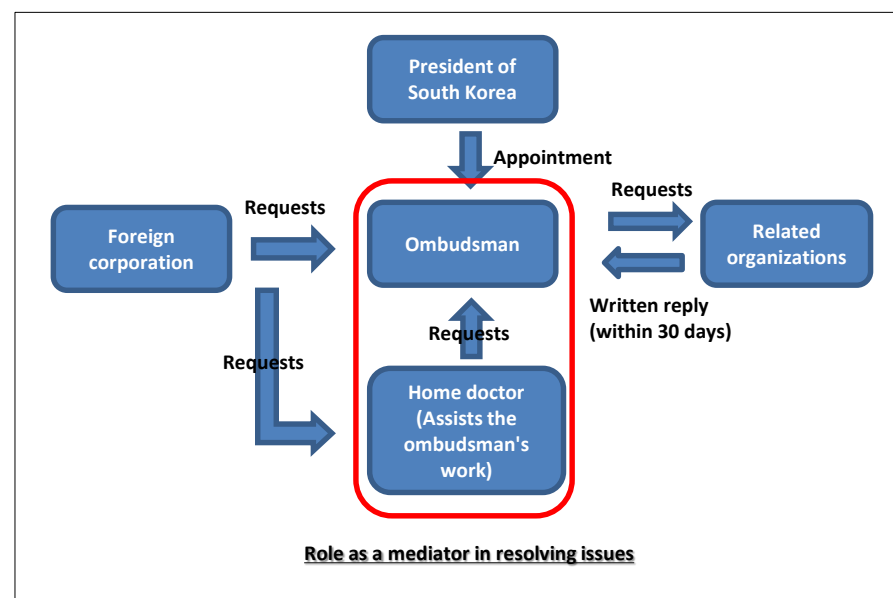 President of
South Korea
Appointment
Requests
Requests
Foreign
corporation
Ombudsman
Related
organizations
Written reply
(within 30 days)
Requests
Requests
Home doctor
(Assists the
ombudsman's
work)
Role as a mediator in resolving issues